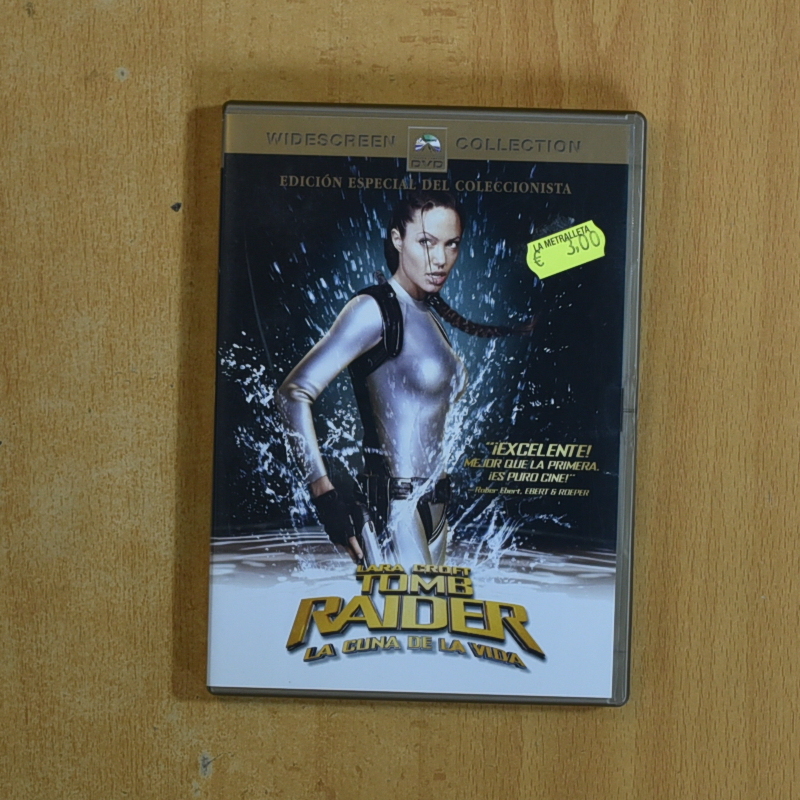 WIDESCREEN DVD COLLECTION
EDICIÓN ESPECIAL DEL COLECCIONISTA
LA METRALLETA
€ 3,00
"¡EXCELENTE!
MEJOR QUE LA PRIMERA.
¡ES PURO CINE!"
—Roger Ebert, EBERT & ROEPER
LARA CROFT
TOMB
RAIDER
LA CUNA DE LA VIDA